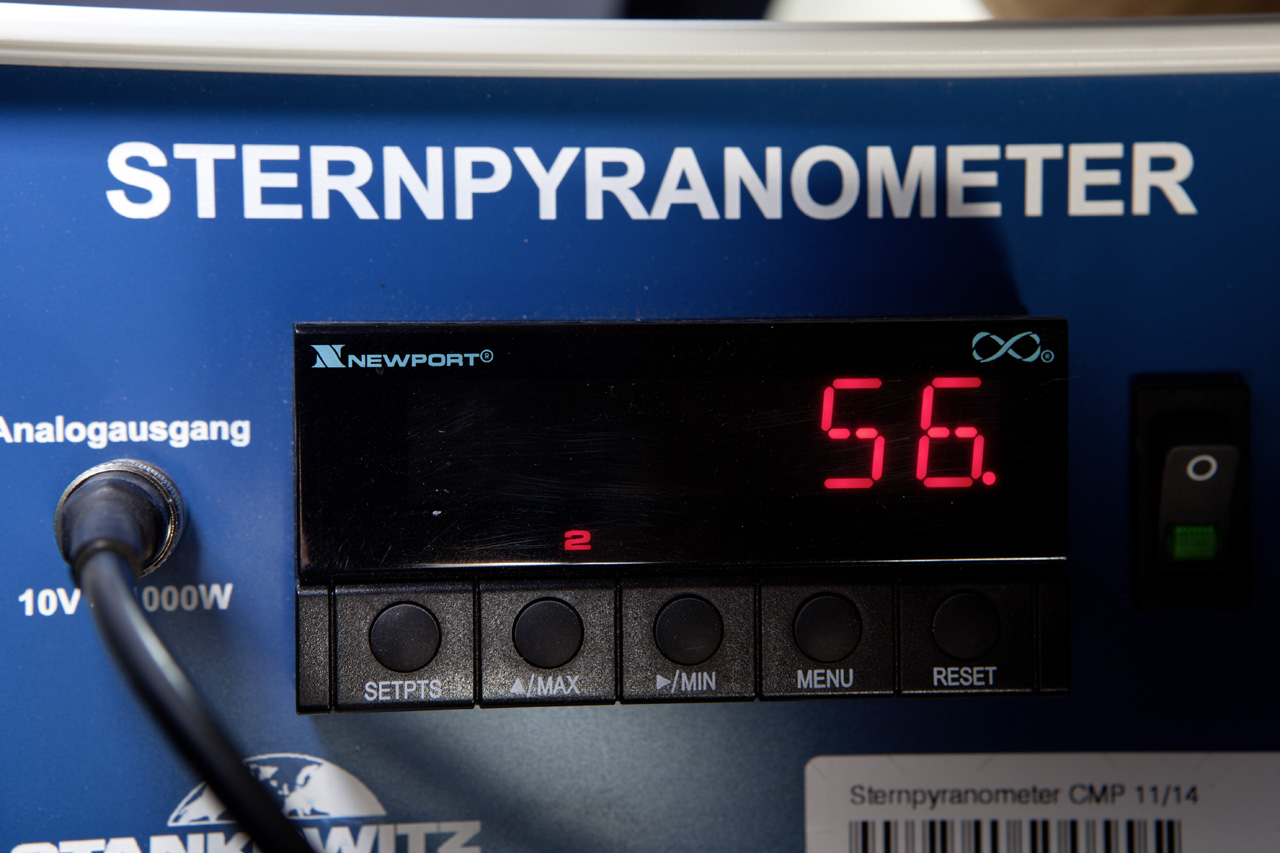 STERNPYRANOMETER
NEWPORT®
®
56.
Analogausgang
2
10V 000W
SETPTS
▲/MAX
▶/MIN
MENU
RESET
O
Sternpyranometer CMP 11/14